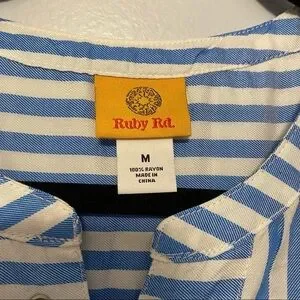 Ruby Rd.
M
100% RAYON
MADE IN
CHINA